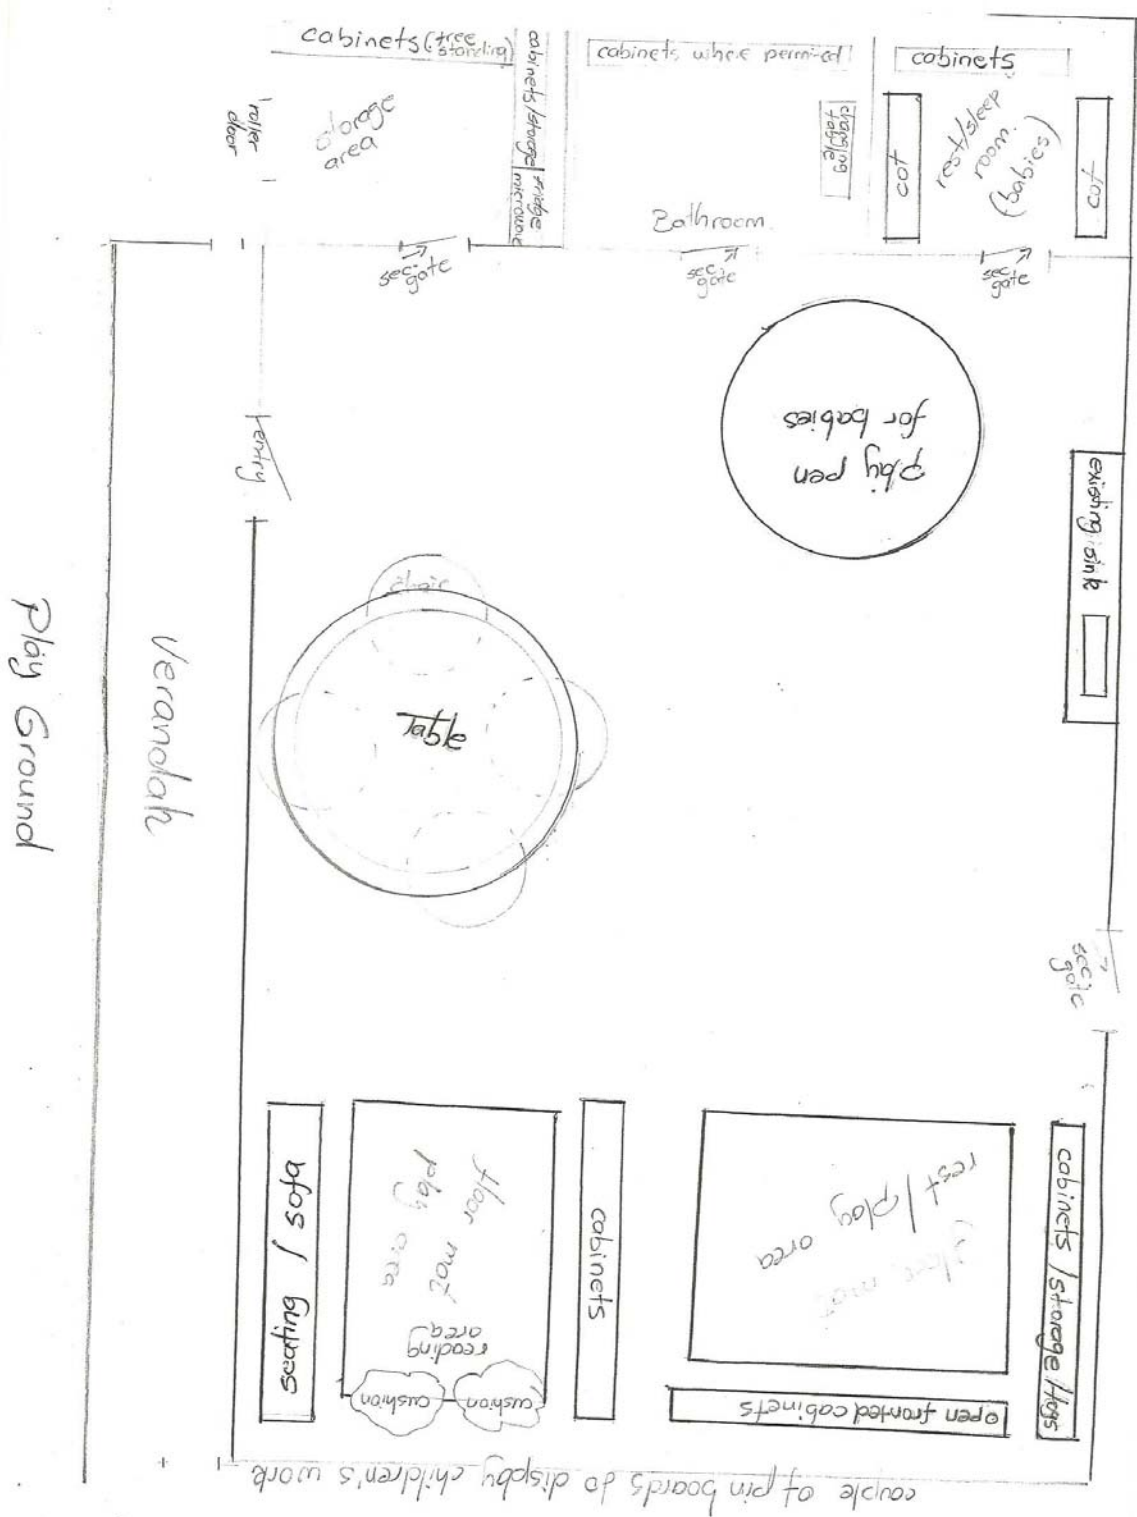 cabinets (free
standing)
cabinets/storage
fridge
microwave
cabinets where permi
cabinets
roller
door
storage
area
changing
table
cot
rest/sleep
room
(babies)
cot
Bathroom
sec.
gate
sec.
gate
sec.
gate
entry
Play pen
for babies
existing sink
chair
Table
Verandah
Play Ground
sec.
gate
seating / sofa
floor mat
play area
reading
area
cushion
cushion
cabinets
rest/play
area
open fronted cabinets
cabinets/storage/
couple of pin boards to display children's work